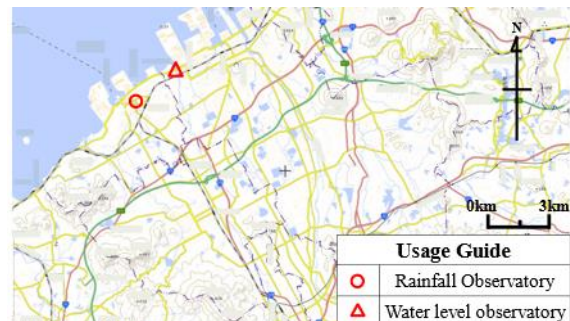 N
0km 3km
Usage Guide
Rainfall Observatory
Water level observatory